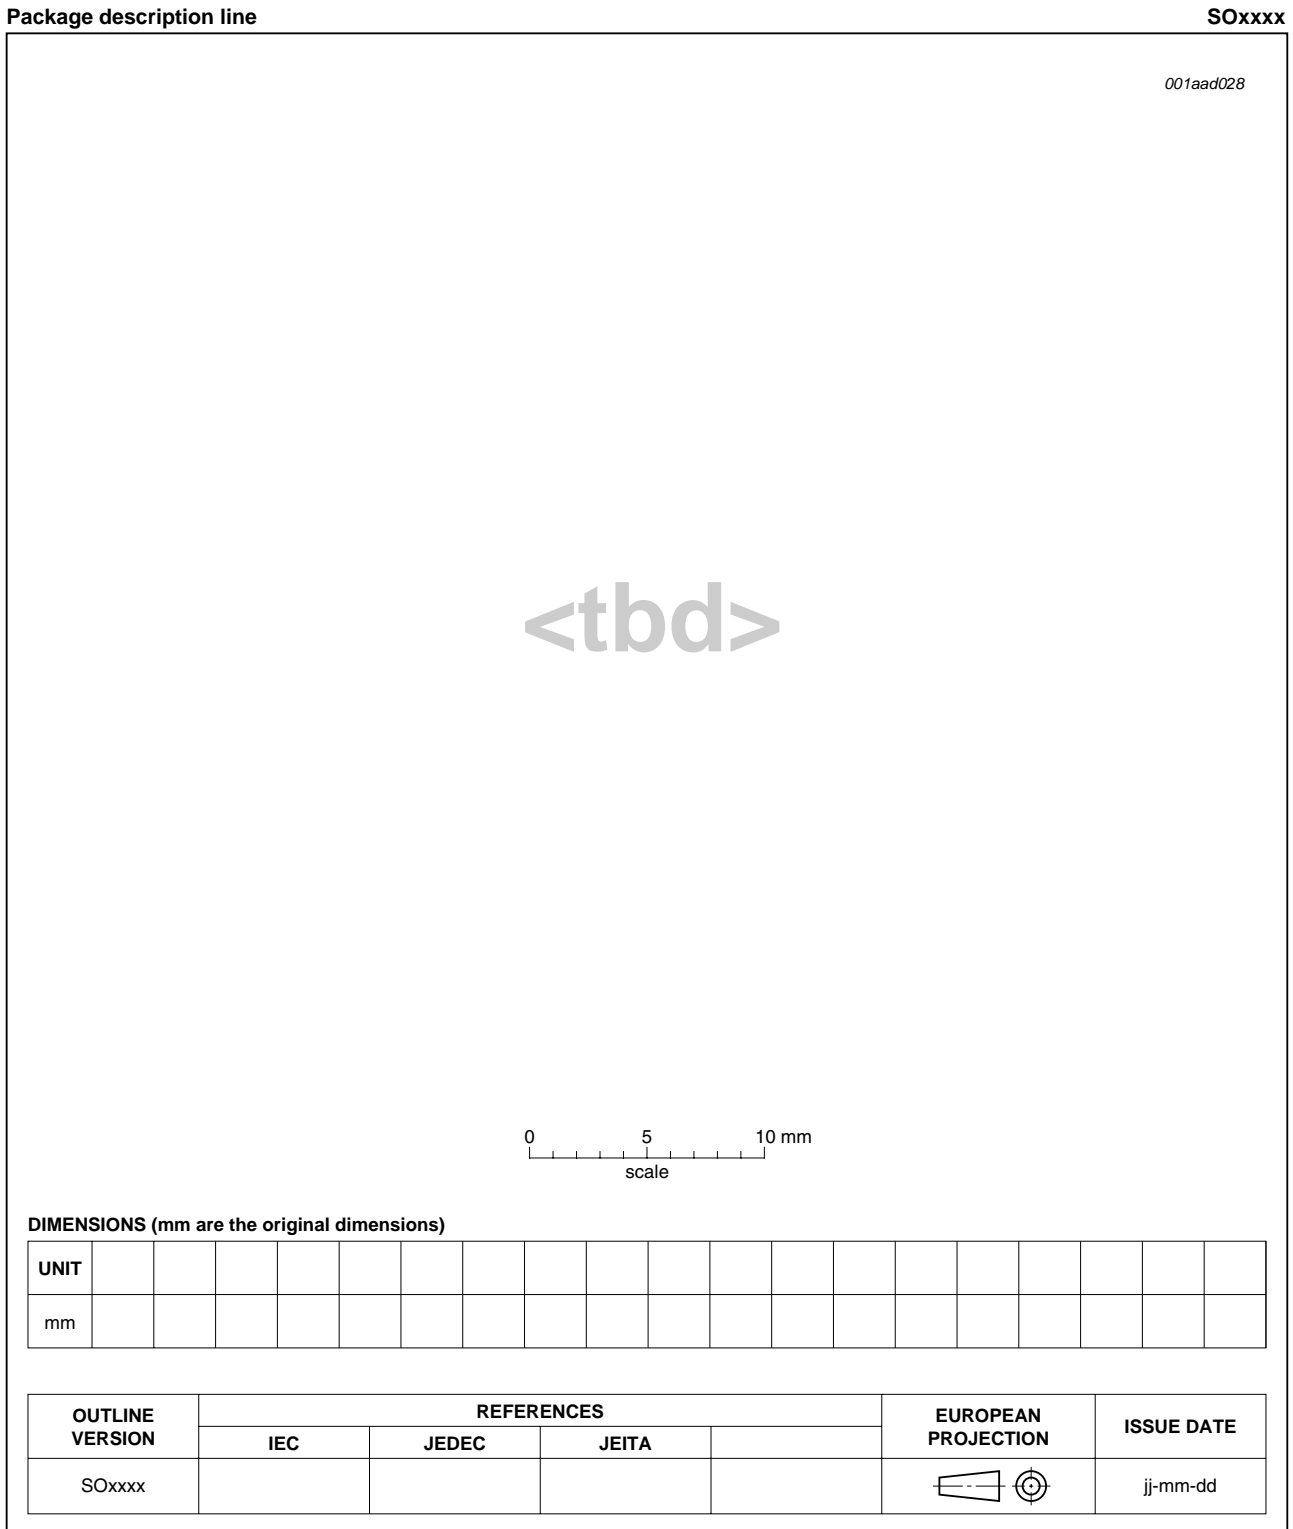 Package description line SOxxxx
001aad028
<tbd>
0 5 10 mm
scale
DIMENSIONS (mm are the original dimensions)
UNIT
mm
OUTLINE VERSION REFERENCES EUROPEAN PROJECTION ISSUE DATE
IEC JEDEC JEITA
SOxxxx jj-mm-dd